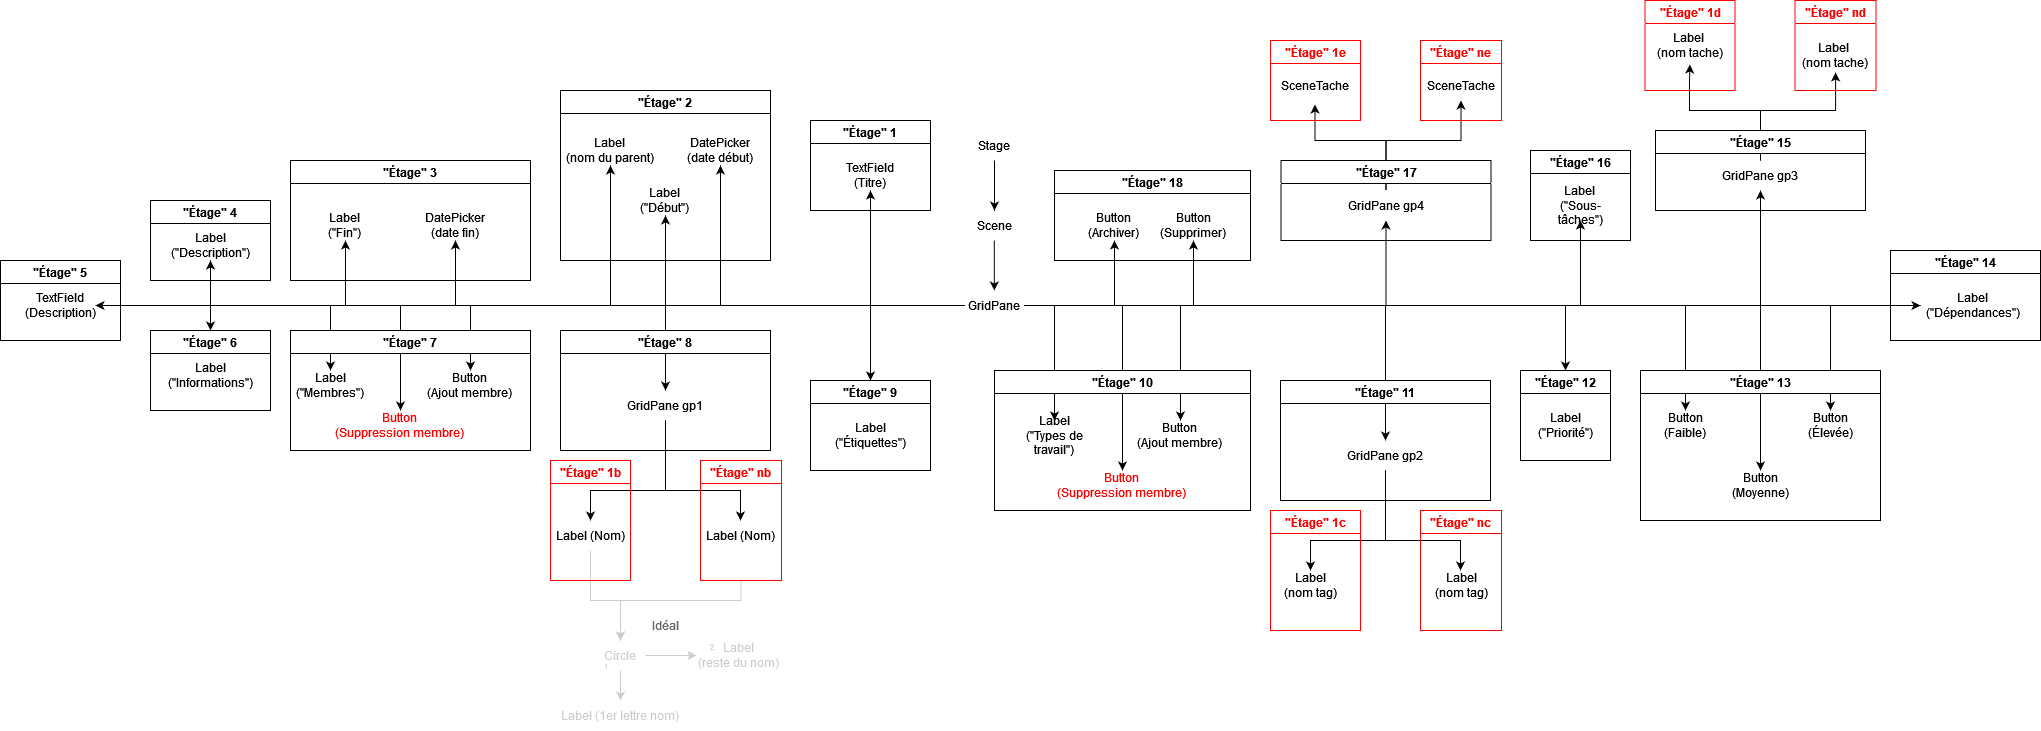 "Étage" 1d
Label
(nom tache)
"Étage" nd
Label
(nom tache)
"Étage" 1e
SceneTache
"Étage" ne
SceneTache
"Étage" 2
Label
(nom du parent)
DatePicker
(date début)
Label
("Début")
"Étage" 1
TextField
(Titre)
Stage
Scene
GridPane
"Étage" 15
GridPane gp3
"Étage" 16
Label
("Sous-
tâches")
"Étage" 17
GridPane gp4
"Étage" 18
Button
(Archiver)
Button
(Supprimer)
"Étage" 3
Label
("Fin")
DatePicker
(date fin)
"Étage" 4
Label
("Description")
"Étage" 5
TextField
(Description)
"Étage" 14
Label
("Dépendances")
"Étage" 6
Label
("Informations")
"Étage" 7
Label
("Membres")
Button
(Ajout membre)
Button
(Suppression membre)
"Étage" 8
GridPane gp1
"Étage" 9
Label
("Étiquettes")
"Étage" 10
Label
("Types de
travail")
Button
(Ajout membre)
Button
(Suppression membre)
"Étage" 11
GridPane gp2
"Étage" 12
Label
("Priorité")
"Étage" 13
Button
(Faible)
Button
(Élevée)
Button
(Moyenne)
"Étage" 1b
Label (Nom)
"Étage" nb
Label (Nom)
"Étage" 1c
Label
(nom tag)
"Étage" nc
Label
(nom tag)
Idéal
Circle
1
2 Label
(reste du nom)
Label (1er lettre nom)